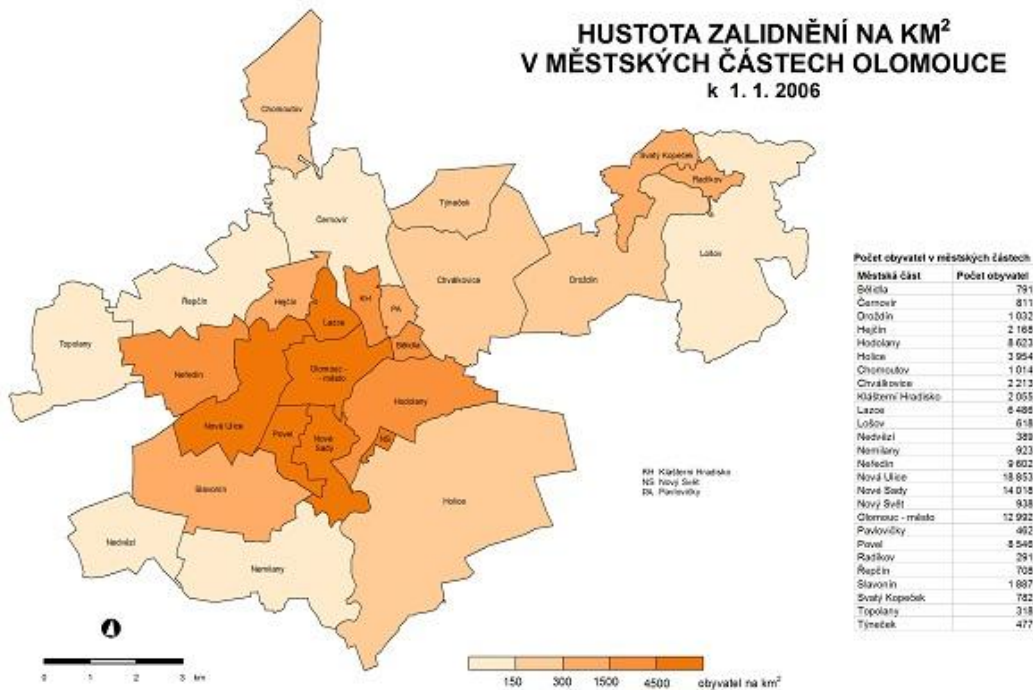 HUSTOTA ZALIDNĚNÍ NA KM²
V MĚSTSKÝCH ČÁSTECH OLOMOUCE
k 1. 1. 2006
Chomoutov
Svatý Kopeček
Radíkov
Týneček
Černovír
Lošov
Chválkovice
Droždín
Řepčín
Hejčín
KH
PA
Lazce
Bělidla
Topolany
Neředín
Olomouc
- město
Hodolany
Nová Ulice
Povel
Nové
Sady
NS
Slavonín
Holice
Nedvězí
Nemilany
KH Klášterní Hradisko
NS Nový Svět
PA Pavlovičky
Počet obyvatel v městských částech
Městská část Počet obyvatel
Bělidla 791
Černovír 811
Droždín 1 032
Hejčín 2 168
Hodolany 8 623
Holice 3 954
Chomoutov 1 014
Chválkovice 2 213
Klášterní Hradisko 2 055
Lazce 6 488
Lošov 618
Nedvězí 389
Nemilany 923
Neředín 9 602
Nová Ulice 18 853
Nové Sady 14 018
Nový Svět 938
Olomouc - město 12 992
Pavlovičky 462
Povel 8 546
Radíkov 291
Řepčín 708
Slavonín 1 887
Svatý Kopeček 782
Topolany 318
Týneček 477
0 1 2 3 km
150 300 1500 4500 obyvatel na km²